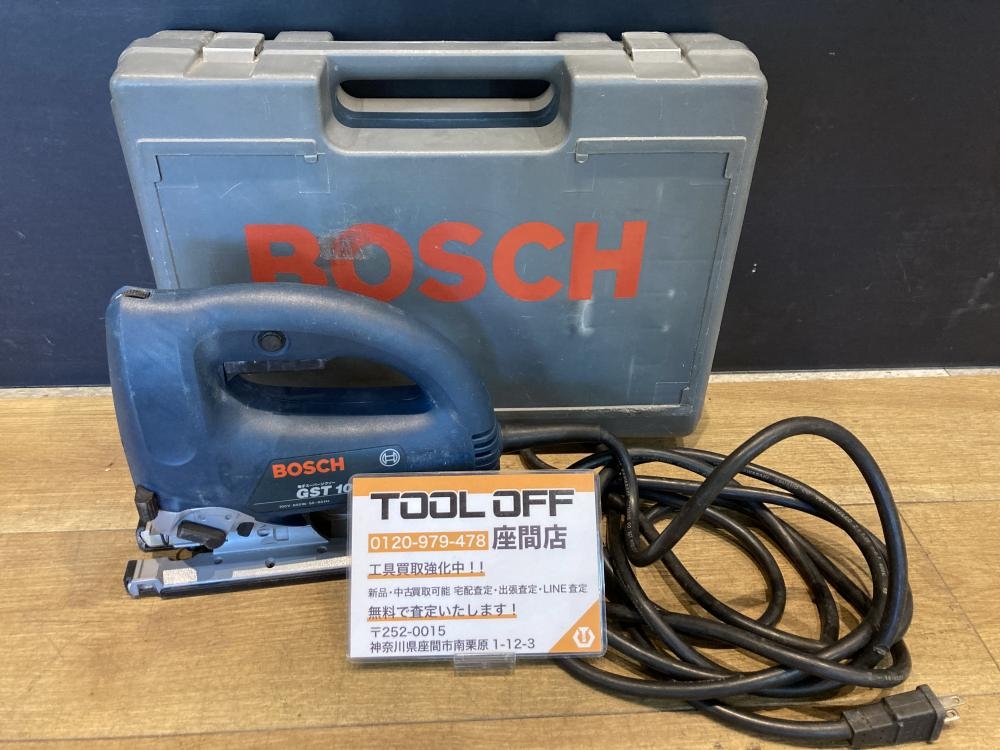 BOSCH
BOSCH
GST 10
TOOL OFF
0120-979-478 座間店
工具買取強化中！！
新品・中古買取可能 宅配査定・出張査定・LINE査定
無料で査定いたします！
〒252-0015
神奈川県座間市南栗原 1-12-3